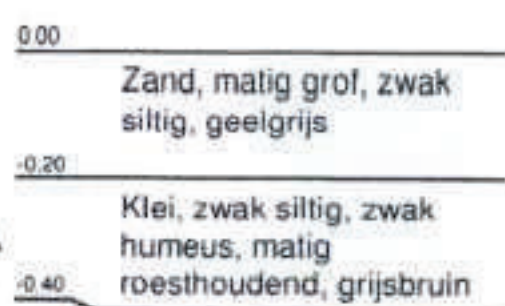 0.00
Zand, matig grof, zwak
siltig, geelgrijs
-0.20
Klei, zwak siltig, zwak
humeus, matig
roesthoudend, grijsbruin
-0.40